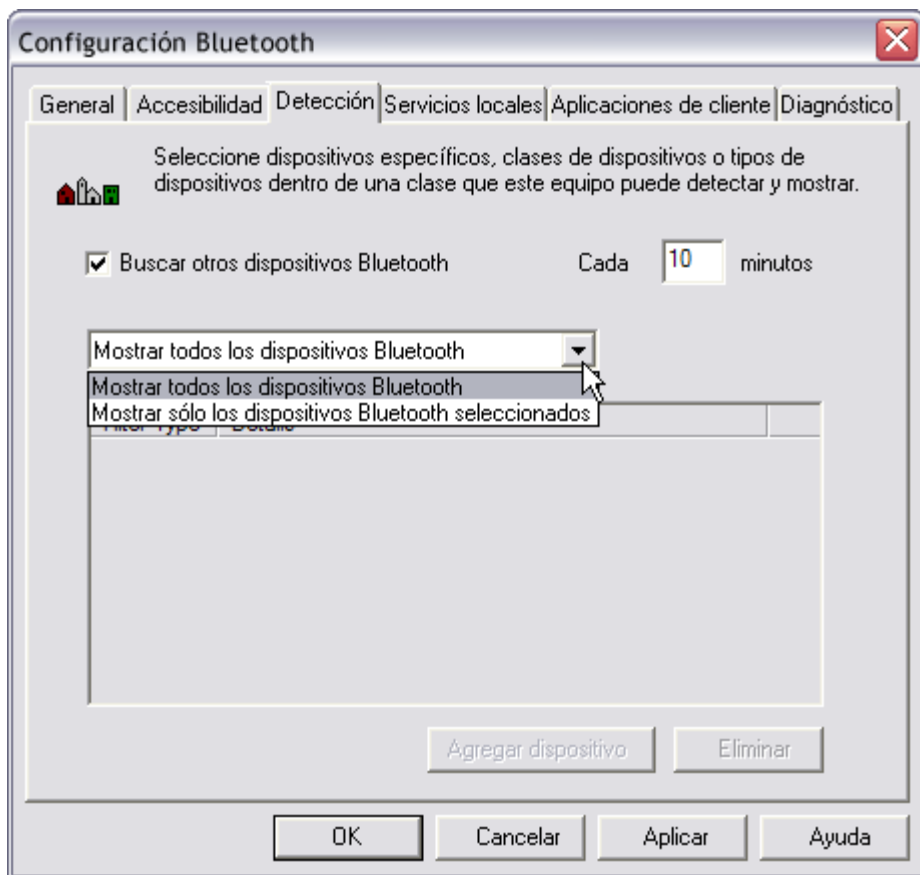 Configuración Bluetooth
General Accesibilidad Detección Servicios locales Aplicaciones de cliente Diagnóstico
Seleccione dispositivos específicos, clases de dispositivos o tipos de
dispositivos dentro de una clase que este equipo puede detectar y mostrar.
Buscar otros dispositivos Bluetooth Cada 10 minutos
Mostrar todos los dispositivos Bluetooth
Mostrar todos los dispositivos Bluetooth
Mostrar sólo los dispositivos Bluetooth seleccionados
Agregar dispositivo Eliminar
OK Cancelar Aplicar Ayuda